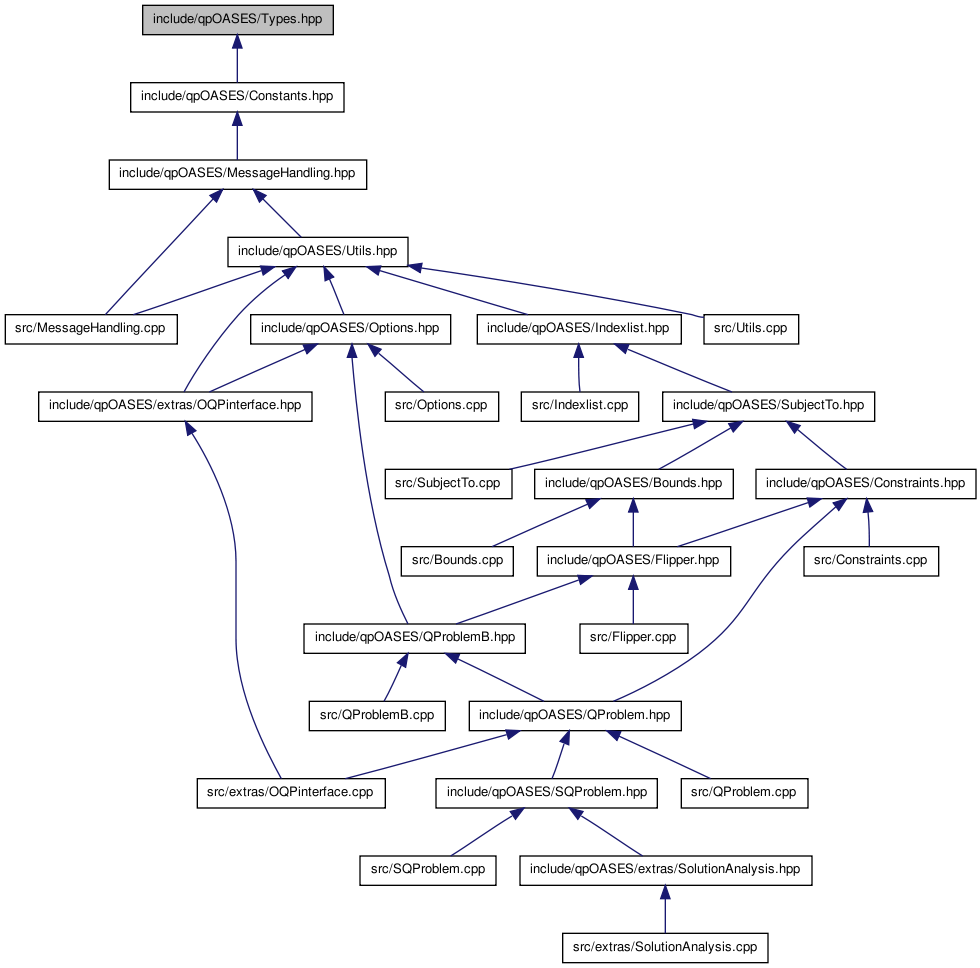 include/qpOASES/Types.hpp
include/qpOASES/Constants.hpp
include/qpOASES/MessageHandling.hpp
include/qpOASES/Utils.hpp
src/MessageHandling.cpp
include/qpOASES/Options.hpp
include/qpOASES/Indexlist.hpp
src/Utils.cpp
include/qpOASES/extras/OQPinterface.hpp
src/Options.cpp
src/Indexlist.cpp
include/qpOASES/SubjectTo.hpp
src/SubjectTo.cpp
include/qpOASES/Bounds.hpp
include/qpOASES/Constraints.hpp
src/Bounds.cpp
include/qpOASES/Flipper.hpp
src/Constraints.cpp
include/qpOASES/QProblemB.hpp
src/Flipper.cpp
src/QProblemB.cpp
include/qpOASES/QProblem.hpp
src/extras/OQPinterface.cpp
include/qpOASES/SQProblem.hpp
src/QProblem.cpp
src/SQProblem.cpp
include/qpOASES/extras/SolutionAnalysis.hpp
src/extras/SolutionAnalysis.cpp